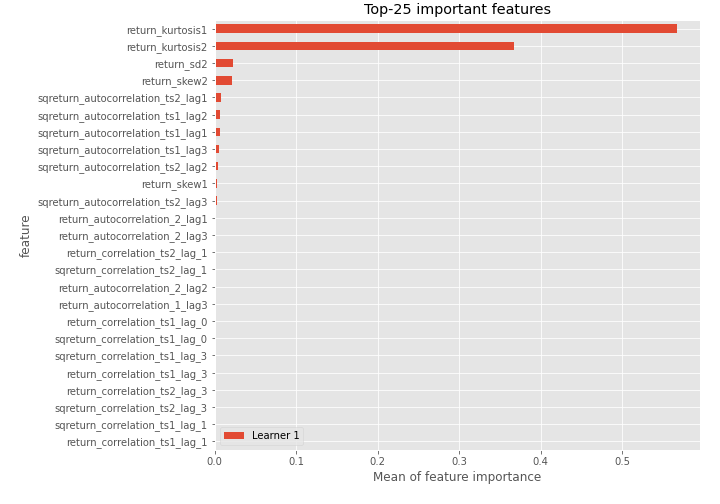 Top-25 important features
return_kurtosis1
return_kurtosis2
return_sd2
return_skew2
sqreturn_autocorrelation_ts2_lag1
sqreturn_autocorrelation_ts1_lag2
sqreturn_autocorrelation_ts1_lag1
sqreturn_autocorrelation_ts1_lag3
sqreturn_autocorrelation_ts2_lag2
return_skew1
sqreturn_autocorrelation_ts2_lag3
return_autocorrelation_2_lag1
return_autocorrelation_2_lag3
return_correlation_ts2_lag_1
sqreturn_correlation_ts2_lag_1
return_autocorrelation_2_lag2
return_autocorrelation_1_lag3
return_correlation_ts1_lag_0
sqreturn_correlation_ts1_lag_0
sqreturn_correlation_ts1_lag_3
return_correlation_ts1_lag_3
return_correlation_ts2_lag_3
sqreturn_correlation_ts2_lag_3
sqreturn_correlation_ts1_lag_1
return_correlation_ts1_lag_1
feature
Learner 1
0.0 0.1 0.2 0.3 0.4 0.5
Mean of feature importance